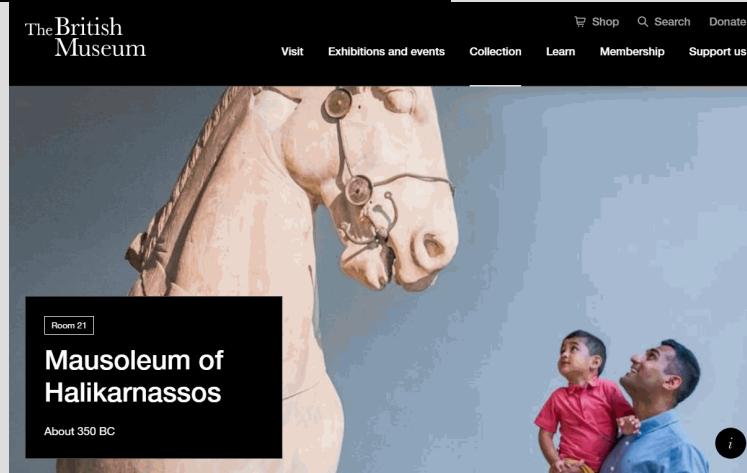 The British
Museum
Shop Search Donate
Visit Exhibitions and events Collection Learn Membership Support us
Room 21
Mausoleum of
Halikarnassos
About 350 BC
i